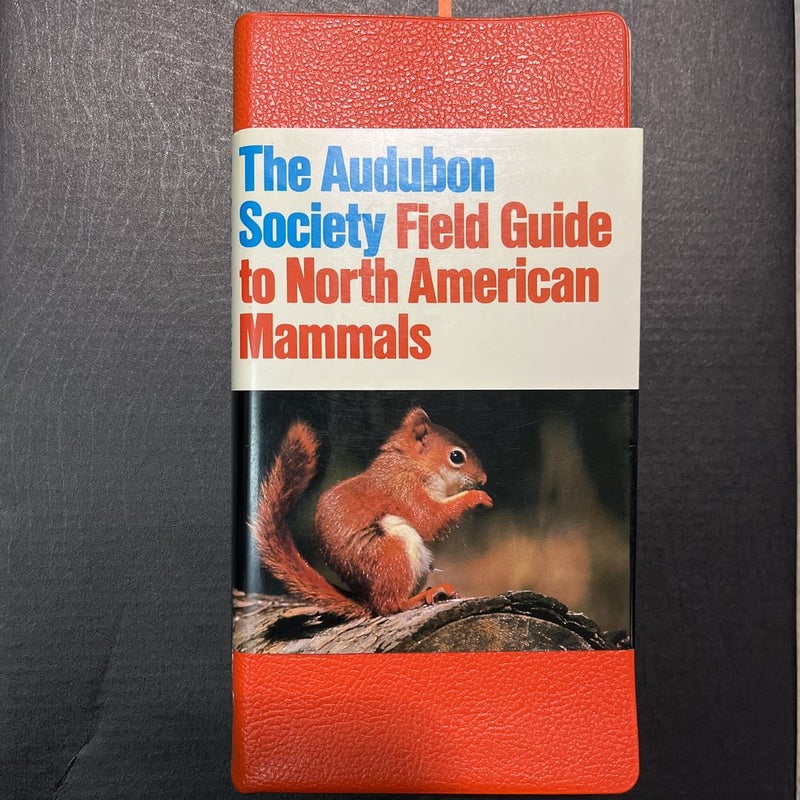 The Audubon
Society Field Guide
to North American
Mammals